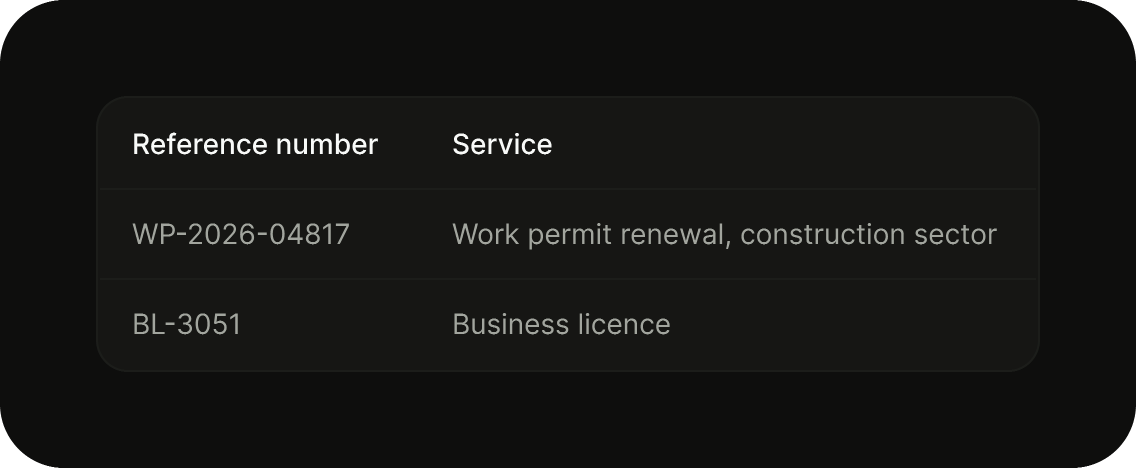 Reference number Service
WP-2026-04817 Work permit renewal, construction sector
BL-3051 Business licence